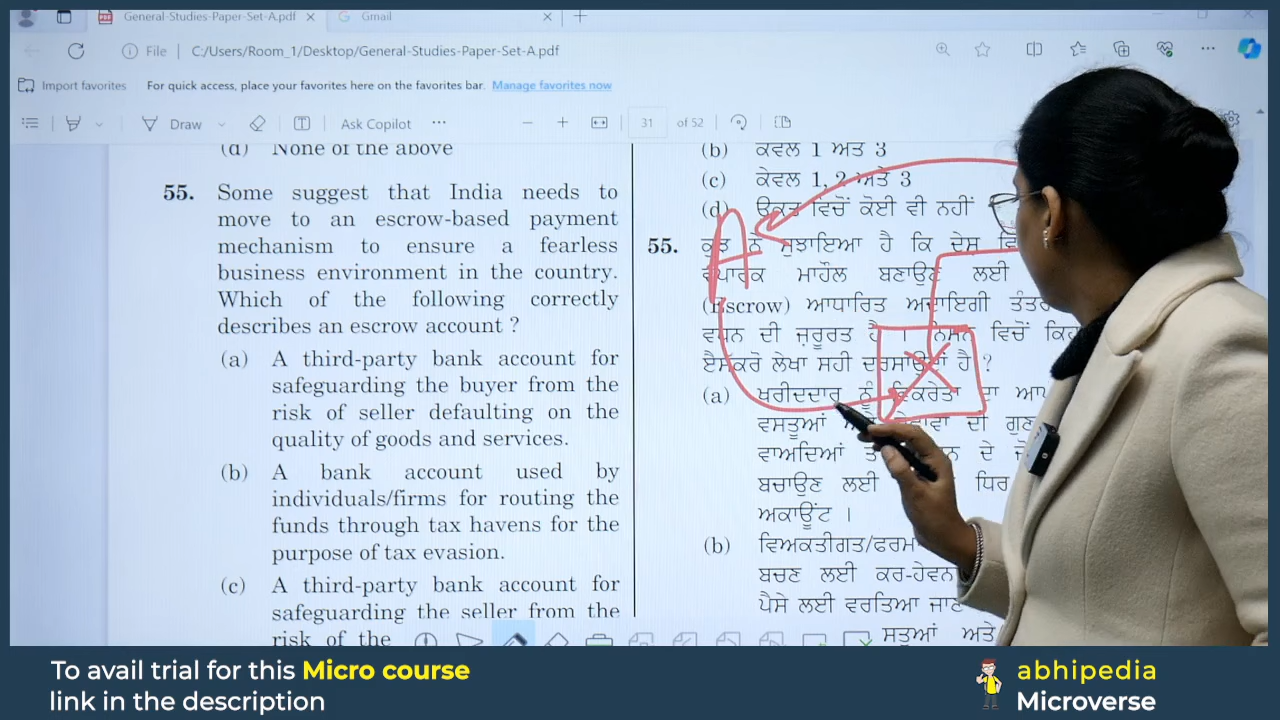 General-Studies-Paper-Set-A.pdf
Gmail
File
C:/Users/Room_1/Desktop/General-Studies-Paper-Set-A.pdf
Import favorites
For quick access, place your favorites here on the favorites bar. Manage favorites now
Draw
Ask Copilot
31 of 52
(d) None of the above
55. Some suggest that India needs to
move to an escrow-based payment
mechanism to ensure a fearless
business environment in the country.
Which of the following correctly
describes an escrow account ?
(a) A third-party bank account for
safeguarding the buyer from the
risk of seller defaulting on the
quality of goods and services.
(b) A bank account used by
individuals/firms for routing the
funds through tax havens for the
purpose of tax evasion.
(c) A third-party bank account for
safeguarding the seller from the
risk of the
(b) ਕੇਵਲ 1 ਅਤੇ 3
(c) ਕੇਵਲ 1, 2 ਅਤੇ 3
(d) ਉਕਤ ਵਿਚੋਂ ਕੋਈ ਵੀ ਨਹੀਂ
55. ਕੁਝ ਨੇ ਸੁਝਾਇਆ ਹੈ ਕਿ ਦੇਸ਼
ਵਪਾਰਕ ਮਾਹੌਲ ਬਣਾਉਣ ਲਈ
(Escrow) ਆਧਾਰਿਤ ਅਦਾਇਗੀ
ਵਧਣ ਦੀ ਜ਼ਰੂਰਤ ਹੈ । ਵਿਚੋਂ
ਲੇਖਾ ਸਹੀ ਹੈ ?
(a) ਖਰੀਦਦਾਰ ਨੂੰ ਵਿਕਰੇਤਾ ਦਾ
ਵਸਤੂਆਂ ਦੀ
ਵਾਅਦਿਆਂ ਦੇ
ਬਚਾਉਣ ਲਈ ਧਿਰ
ਅਕਾਊਂਟ ।
(b) ਬਚਣ ਲਈ
ਪੈਸੇ ਲਈ ਵਰਤਿਆ
ਅਤੇ
A
To avail trial for this Micro course
link in the description
abhipedia
Microverse